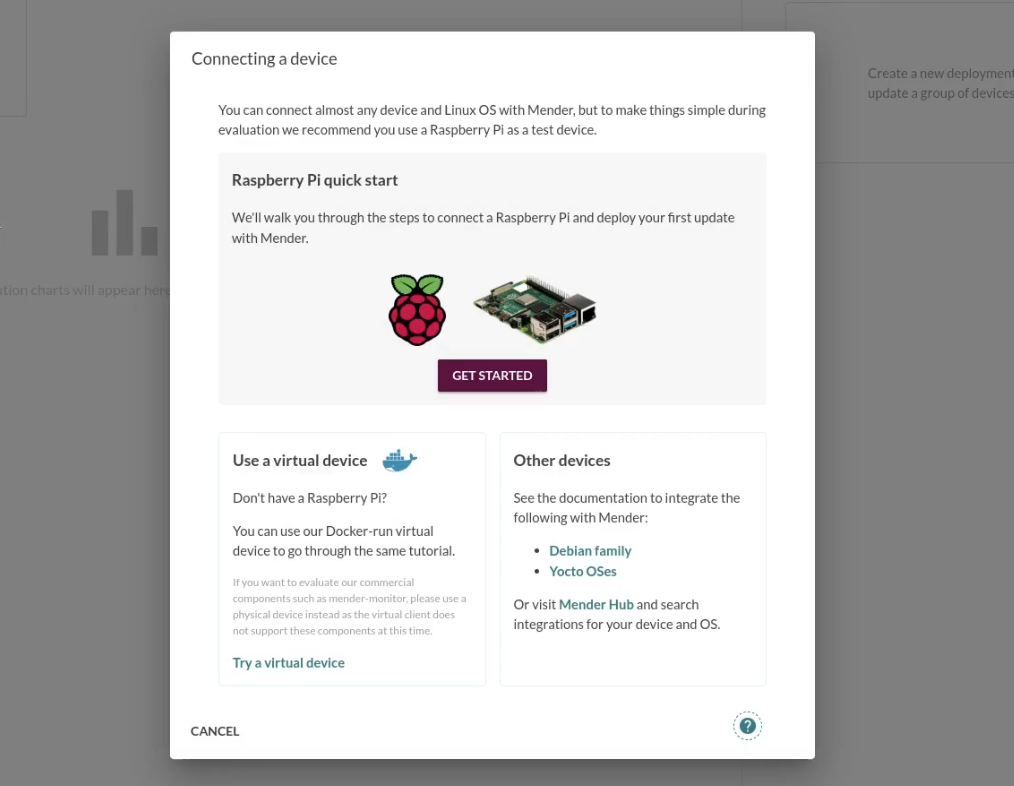 Connecting a device
Create a new deployment
update a group of devices
You can connect almost any device and Linux OS with Mender, but to make things simple during
evaluation we recommend you use a Raspberry Pi as a test device.
Raspberry Pi quick start
We'll walk you through the steps to connect a Raspberry Pi and deploy your first update
with Mender.
tion charts will appear here
GET STARTED
Use a virtual device
Don't have a Raspberry Pi?
You can use our Docker-run virtual
device to go through the same tutorial.
If you want to evaluate our commercial
components such as mender-monitor, please use a
physical device instead as the virtual client does
not support these components at this time.
Try a virtual device
Other devices
See the documentation to integrate the
following with Mender:
• Debian family
• Yocto OSes
Or visit Mender Hub and search
integrations for your device and OS.
CANCEL
?